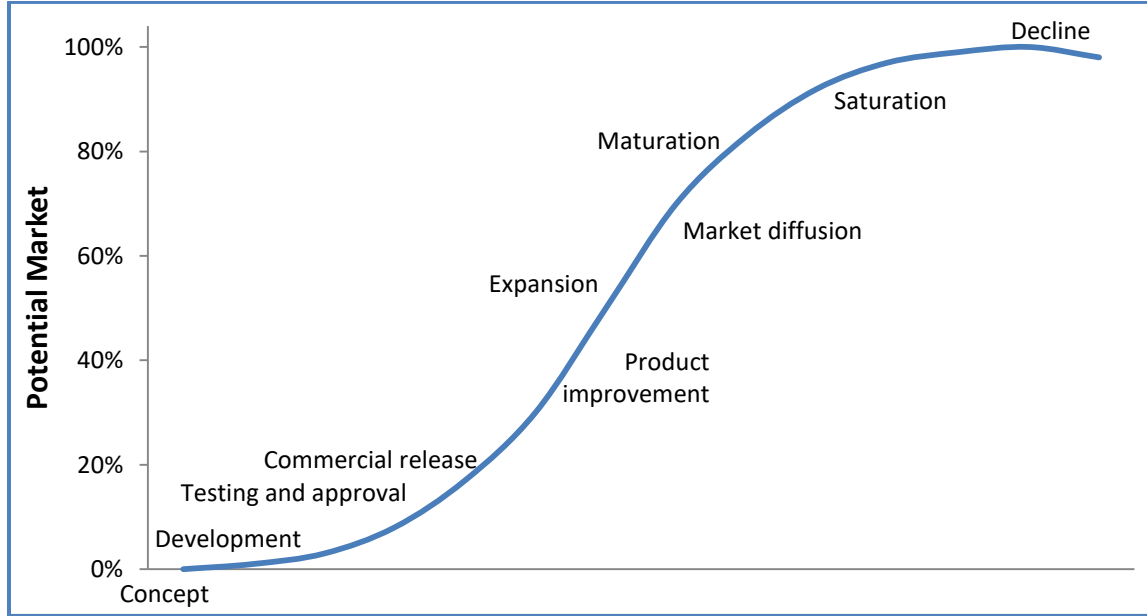 Decline
100%
Saturation
Maturation
80%
Market diffusion
60%
Expansion
Potential Market
40%
Product
improvement
Commercial release
20%
Testing and approval
Development
0%
Concept